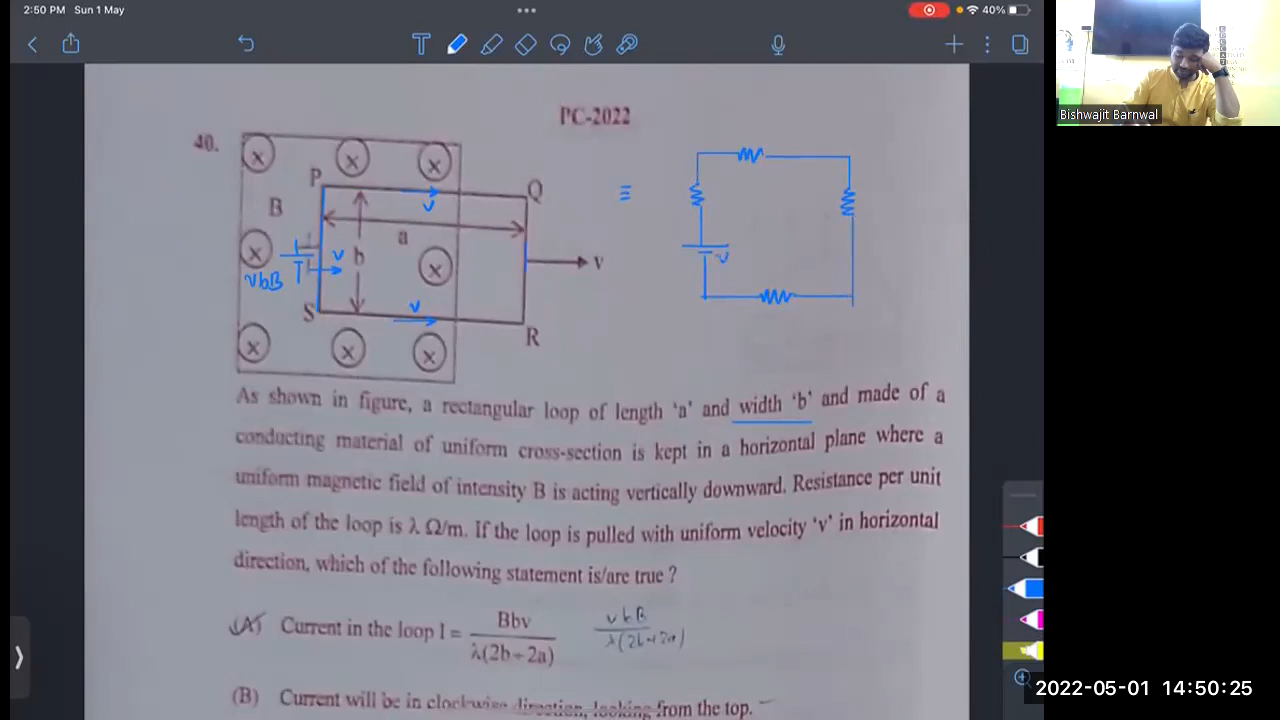 2:50 PM Sun 1 May
40%
Bishwajit Barnwal
PC-2022
40.
x x x
P Q
B v
a
x v b x v
vbB
v
S R
x x x
As shown in figure, a rectangular loop of length 'a' and width 'b' and made of a
conducting material of uniform cross-section is kept in a horizontal plane where a
uniform magnetic field of intensity B is acting vertically downward. Resistance per unit
length of the loop is λ Ω/m. If the loop is pulled with uniform velocity 'v' in horizontal
direction, which of the following statement is/are true ?
(A) Current in the loop I = Bbv / λ(2b+2a) vbB / λ(2b+2a)
(B) Current will be in clockwise direction, looking from the top.
2022-05-01 14:50:25